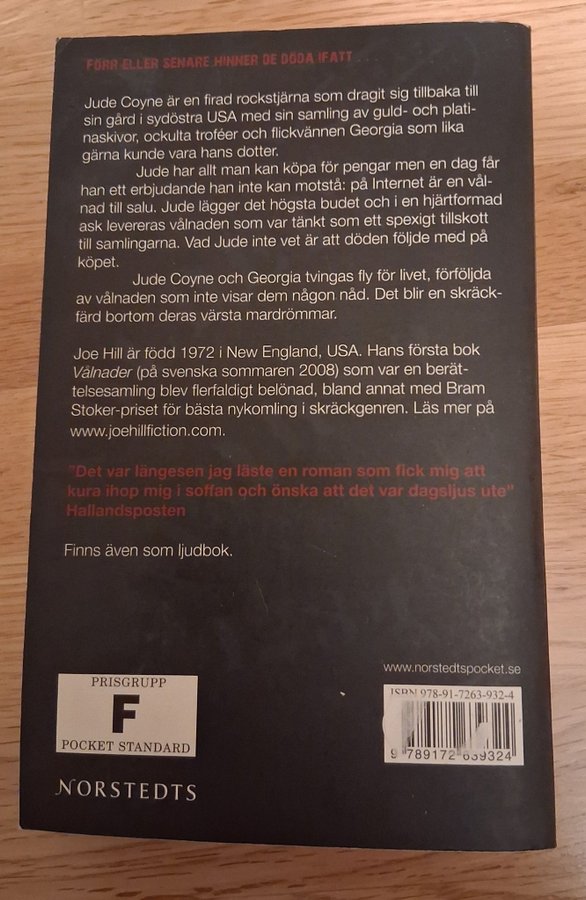 FÖRR ELLER SENARE HINNER DE DÖDA IFATT ...
Jude Coyne är en firad rockstjärna som dragit sig tillbaka till
sin gård i sydöstra USA med sin samling av guld- och plati-
naskivor, ockulta troféer och flickvännen Georgia som lika
gärna kunde vara hans dotter.
Jude har allt man kan köpa för pengar men en dag får
han ett erbjudande han inte kan motstå: på Internet är en vål-
nad till salu. Jude lägger det högsta budet och i en hjärtformad
ask levereras vålnaden som var tänkt som ett spexigt tillskott
till samlingarna. Vad Jude inte vet är att döden följde med på
köpet.
Jude Coyne och Georgia tvingas fly för livet, förföljda
av vålnaden som inte visar dem någon nåd. Det blir en skräck-
färd bortom deras värsta mardrömmar.
Joe Hill är född 1972 i New England, USA. Hans första bok
Vålnader (på svenska sommaren 2008) som var en berät-
telsesamling blev flerfaldigt belönad, bland annat med Bram
Stoker-priset för bästa nykomling i skräckgenren. Läs mer på
www.joehillfiction.com.
"Det var längesen jag läste en roman som fick mig att
kura ihop mig i soffan och önska att det var dagsljus ute"
Hallandsposten
Finns även som ljudbok.
www.norstedtspocket.se
PRISGRUPP
F
POCKET STANDARD
ISBN 978-91-7263-932-4
9 789172 639324
NORSTEDTS